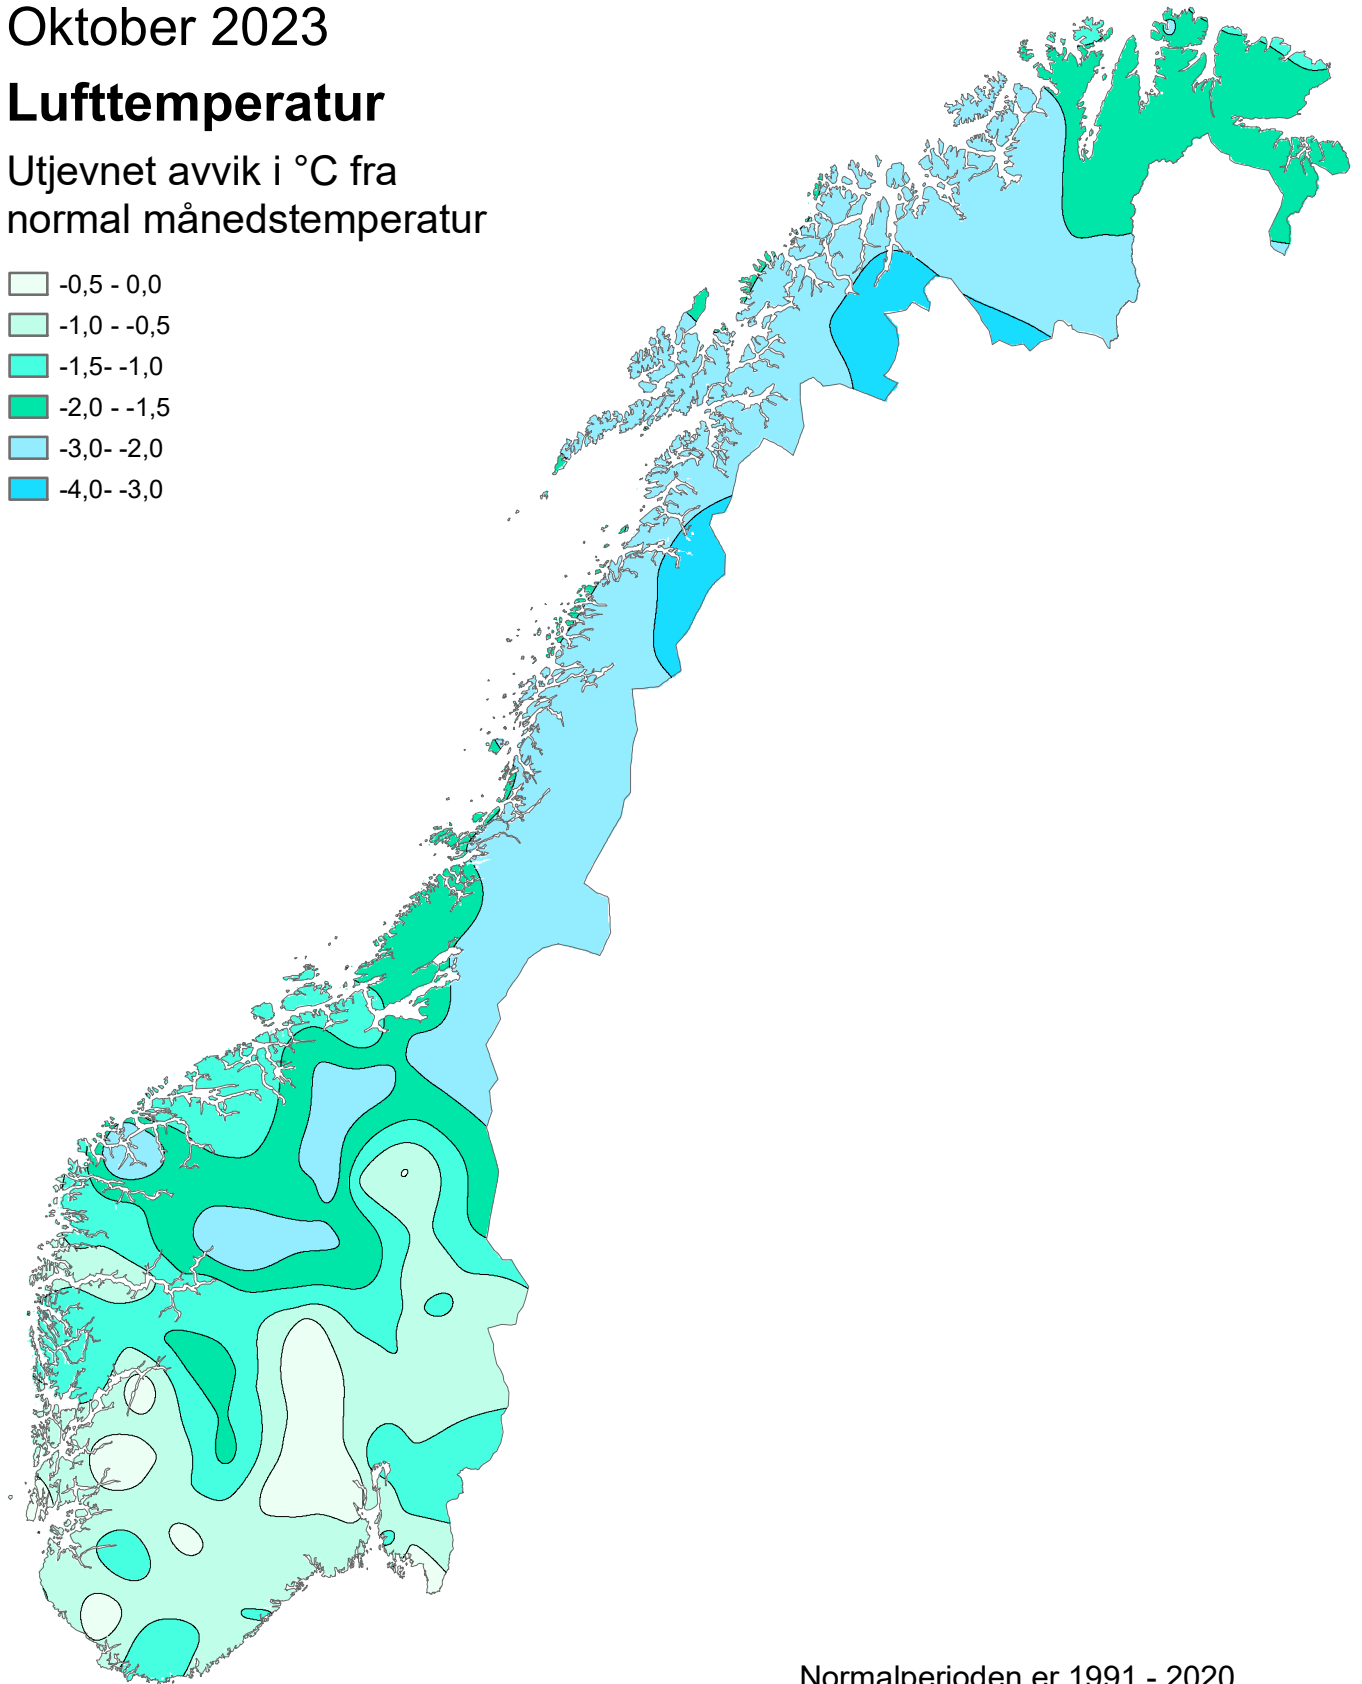 Oktober 2023
Lufttemperatur
Utjevnet avvik i °C fra
normal månedstemperatur
-0,5 - 0,0
-1,0 - -0,5
-1,5- -1,0
-2,0 - -1,5
-3,0- -2,0
-4,0- -3,0
Normalperioden er 1991 - 2020